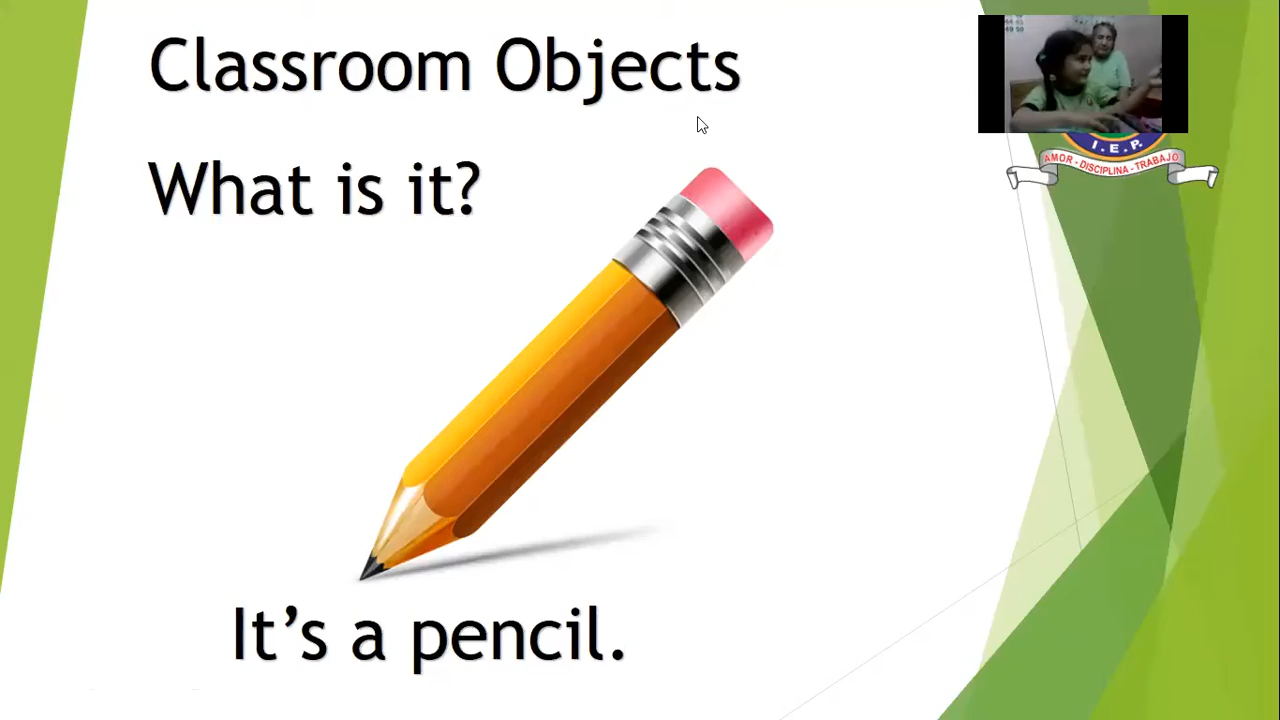 Classroom Objects
What is it?
I.E.P.
AMOR - DISCIPLINA - TRABAJO
It's a pencil.